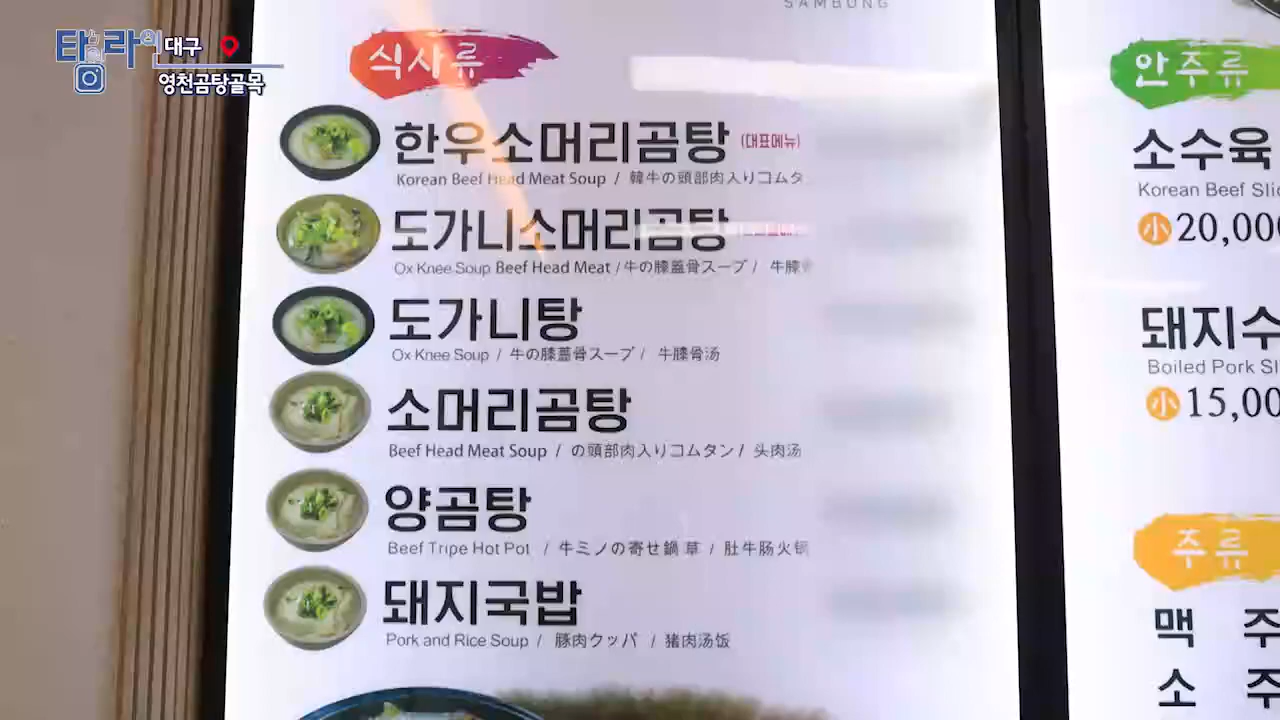 탐라의 대구
영천곰탕골목
SAMBUNG
식사류
한우소머리곰탕 (대표메뉴)
Korean Beef Head Meat Soup / 韓牛の頭部肉入りコムタ
도가니소머리곰탕
Ox Knee Soup Beef Head Meat / 牛の膝蓋骨スープ / 牛膝
도가니탕
Ox Knee Soup / 牛の膝蓋骨スープ / 牛膝骨汤
소머리곰탕
Beef Head Meat Soup / の頭部肉入りコムタン / 头肉汤
양곰탕
Beef Tripe Hot Pot / 牛ミノの寄せ鍋 草 / 肚牛肠火锅
돼지국밥
Pork and Rice Soup / 豚肉クッパ / 猪肉汤饭
안주류
소수육
Korean Beef Slic
小 20,000
돼지수
Boiled Pork Sl
小 15,00
주류
맥 주
소 주